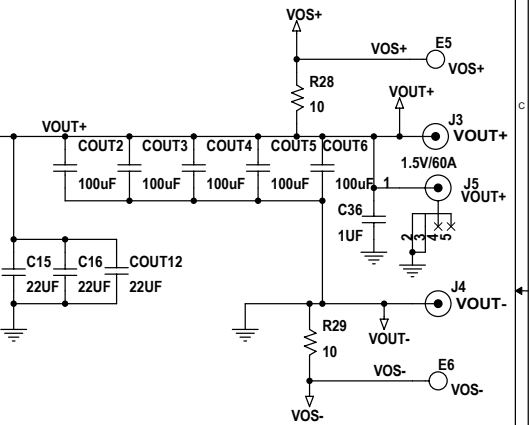 VOS+
VOS+
E5
VOS+
R28
10
VOUT+
J3
VOUT+
1.5V/60A
VOUT+
COUT2
COUT3
COUT4
COUT5
COUT6
100uF
100uF
100uF
100uF
100uF
1
J5
VOUT+
C36
1UF
2
3
4
5
C15
22UF
C16
22UF
COUT12
22UF
J4
VOUT-
VOUT-
R29
10
VOS-
E6
VOS-
VOS-
C